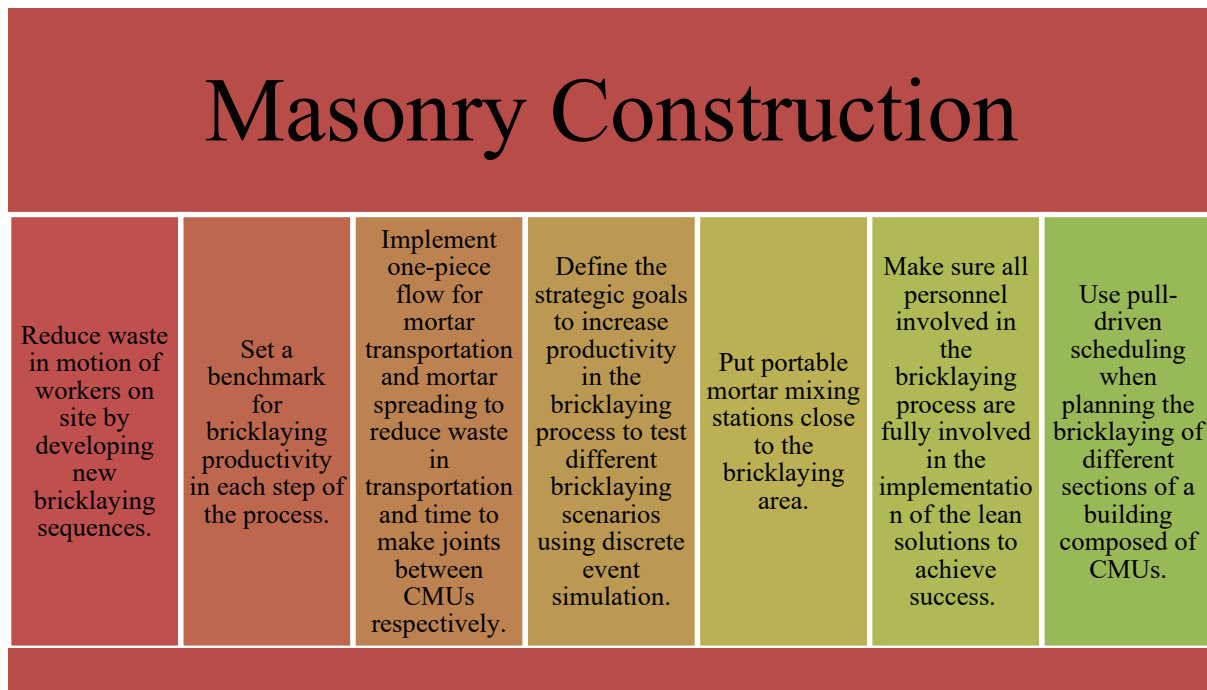 Masonry Construction
Reduce waste
in motion of
workers on
site by
developing
new
bricklaying
sequences.
Set a
benchmark
for
bricklaying
productivity
in each step of
the process.
Implement
one-piece
flow for
mortar
transportation
and mortar
spreading to
reduce waste
in
transportation
and time to
make joints
between
CMUs
respectively.
Define the
strategic goals
to increase
productivity
in the
bricklaying
process to test
different
bricklaying
scenarios
using discrete
event
simulation.
Put portable
mortar mixing
stations close
to the
bricklaying
area.
Make sure all
personnel
involved in
the
bricklaying
process are
fully involved
in the
implementatio
n of the lean
solutions to
achieve
success.
Use pull-
driven
scheduling
when
planning the
bricklaying of
different
sections of a
building
composed of
CMUs.